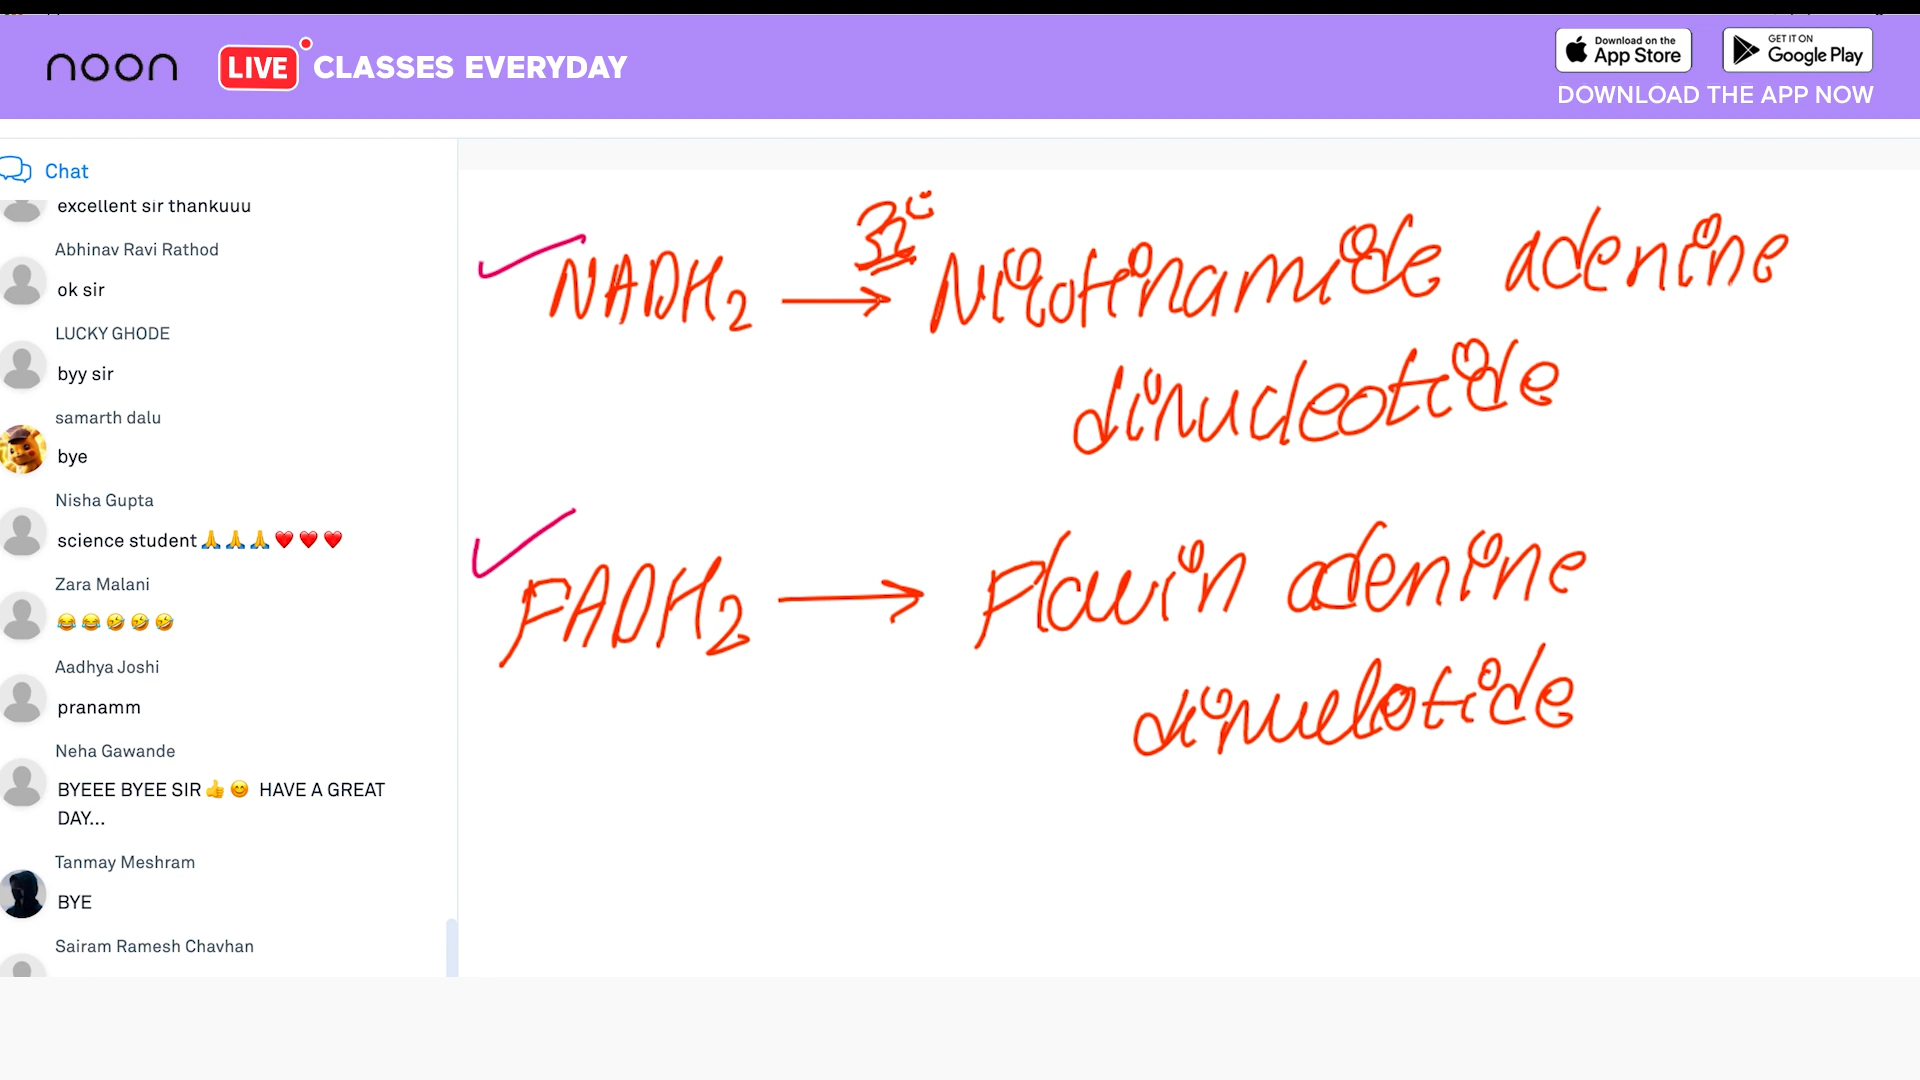 noon LIVE CLASSES EVERYDAY
Download on the App Store
GET IT ON Google Play
DOWNLOAD THE APP NOW
Chat
excellent sir thankuuu
Abhinav Ravi Rathod
ok sir
LUCKY GHODE
byy sir
samarth dalu
bye
Nisha Gupta
science student🙏🙏🙏❤️❤️❤️
Zara Malani
😂😂🤣🤣🤣
Aadhya Joshi
pranamm
Neha Gawande
BYEEE BYEE SIR👍😊 HAVE A GREAT
DAY...
Tanmay Meshram
BYE
Sairam Ramesh Chavhan
NADH2 → Nicotinamide adenine
dinucleotide
FADH2 → Flavin adenine
dinuelotide